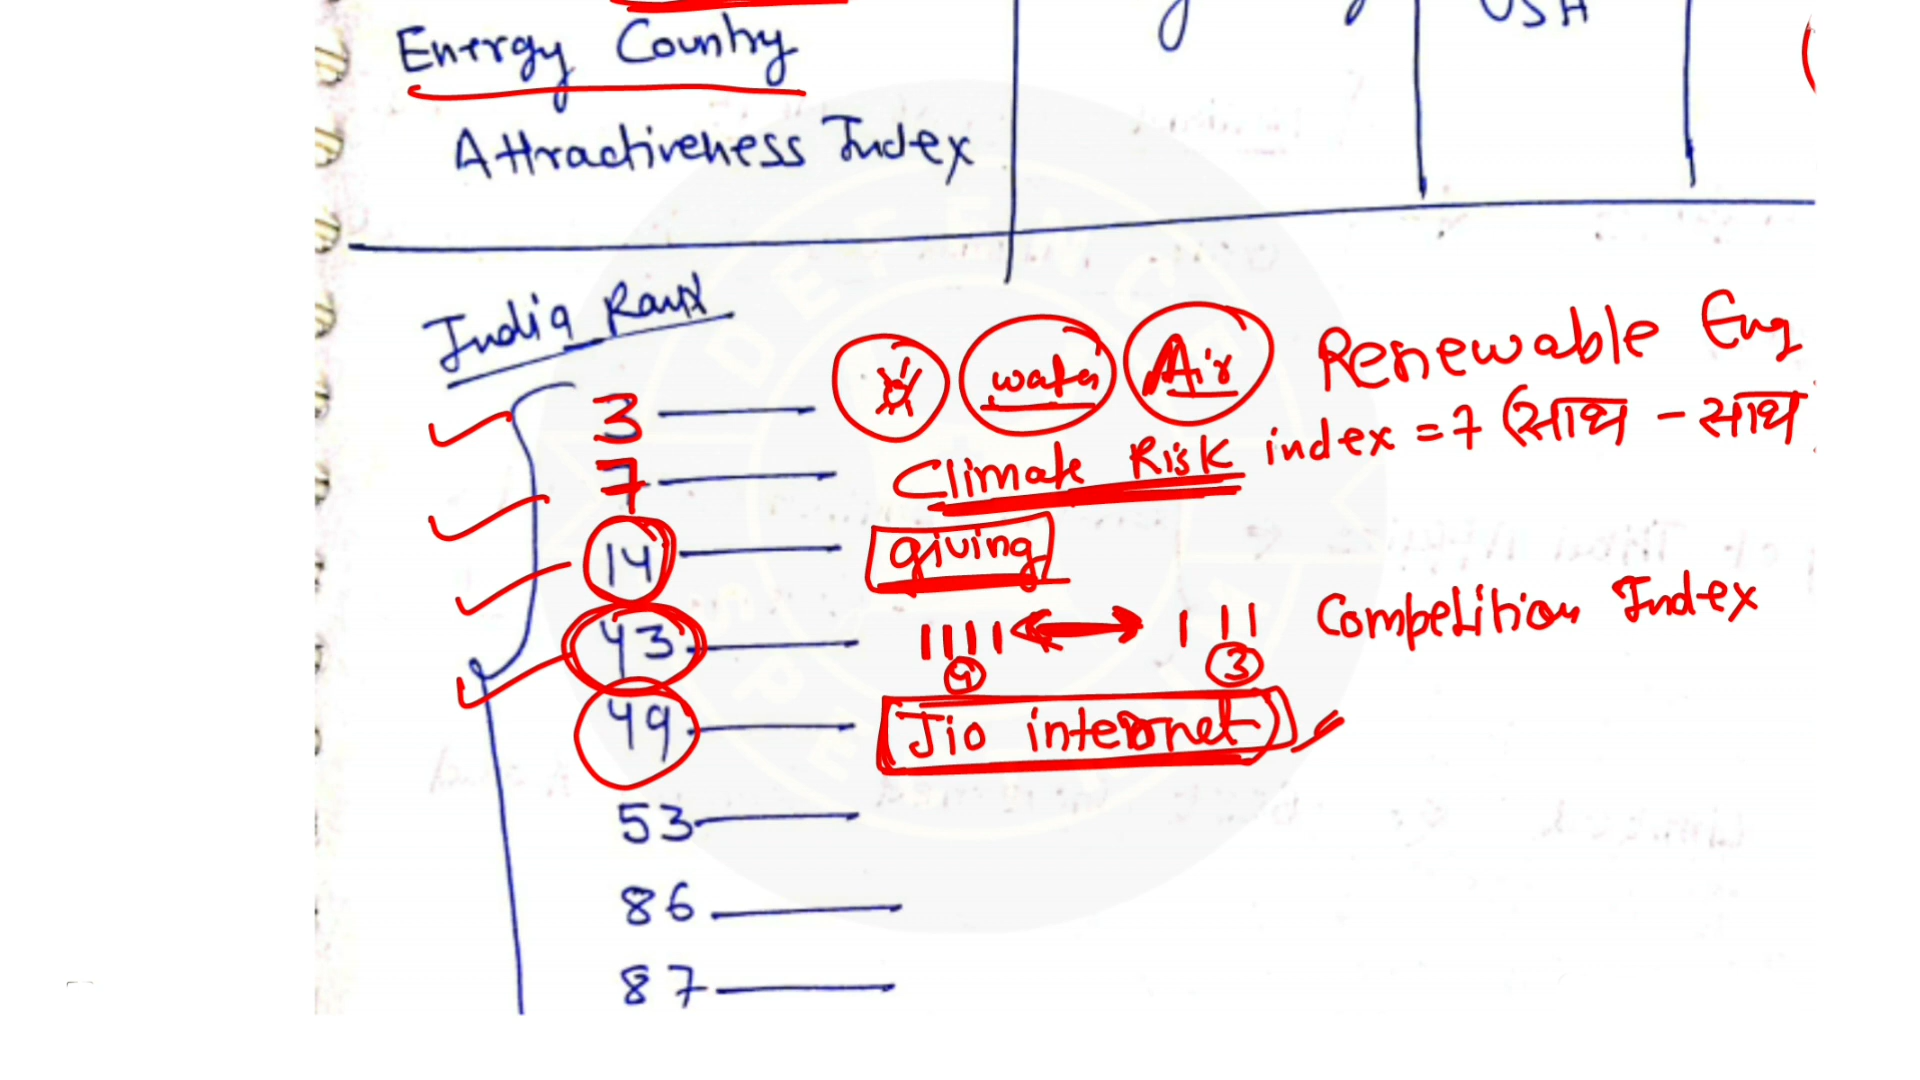 Energy Country
USA
Attractiveness Index
India Rank
3 water Air Renewable Eng
7 Climate Risk index = 7 (साथ - साथ
14 giving
43 4 3 Competition Index
49 Jio internet
53
86
87